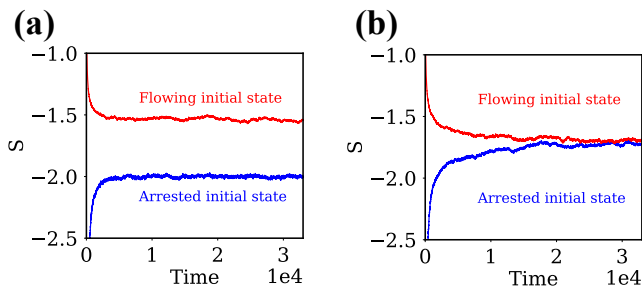 (a)
−1.0
−1.5
−2.0
−2.5
S
Flowing initial state
Arrested initial state
0
1
2
3
Time
1e4
(b)
−1.0
−1.5
−2.0
−2.5
S
Flowing initial state
Arrested initial state
0
1
2
3
Time
1e4